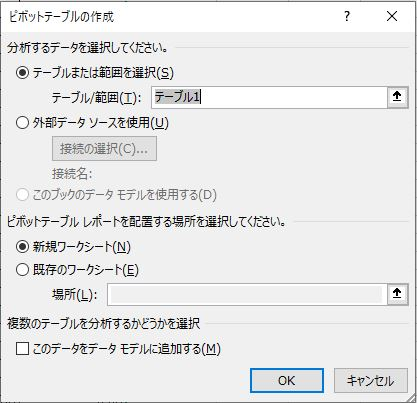 ピボットテーブルの作成
? ×
分析するデータを選択してください。
テーブルまたは範囲を選択(S)
テーブル/範囲(T): テーブル1
外部データ ソースを使用(U)
接続の選択(C)...
接続名:
このブックのデータ モデルを使用する(D)
ピボットテーブル レポートを配置する場所を選択してください。
新規ワークシート(N)
既存のワークシート(E)
場所(L):
複数のテーブルを分析するかどうかを選択
このデータをデータ モデルに追加する(M)
OK キャンセル